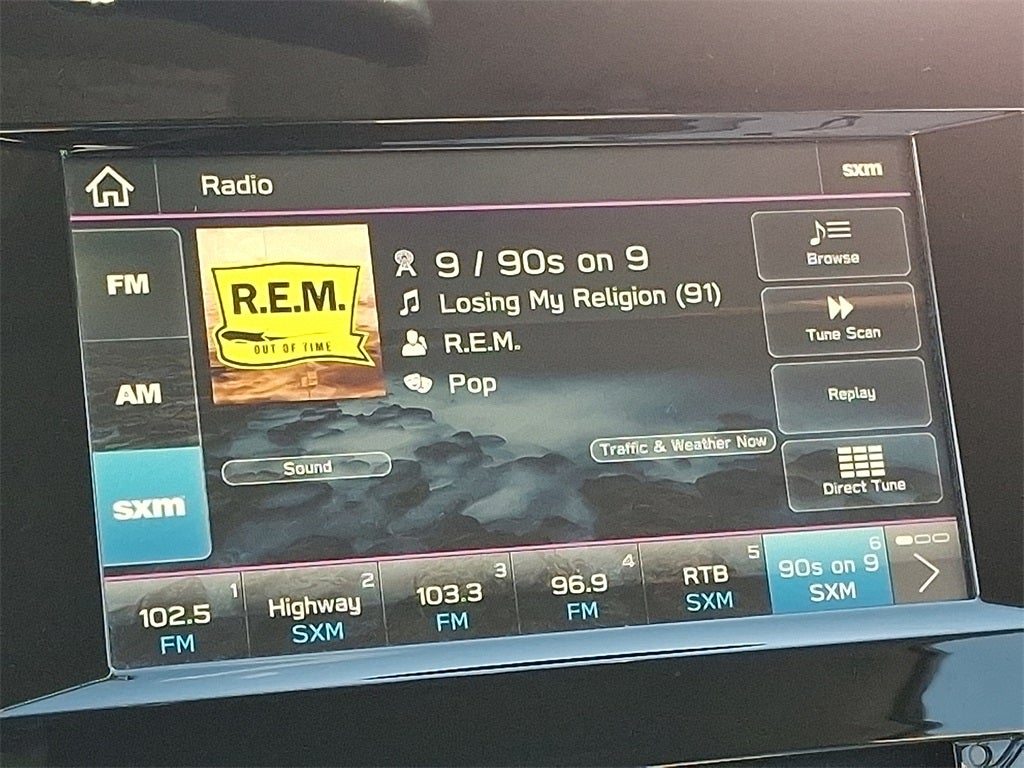 Radio
sxm
FM
AM
sxm
R.E.M.
OUT OF TIME
9 / 90s on 9
Losing My Religion (91)
R.E.M.
Pop
Browse
Tune Scan
Replay
Direct Tune
Sound
Traffic & Weather Now
1
102.5
FM
2
Highway
SXM
3
103.3
FM
4
96.9
FM
5
RTB
SXM
6
90s on 9
SXM